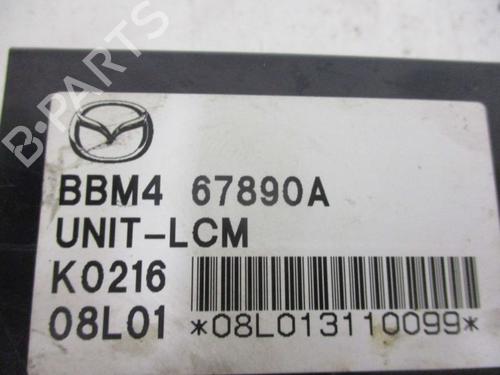 BBM4 67890A
UNIT-LCM
K0216
08L01 *08L013110099*
B-PARTS